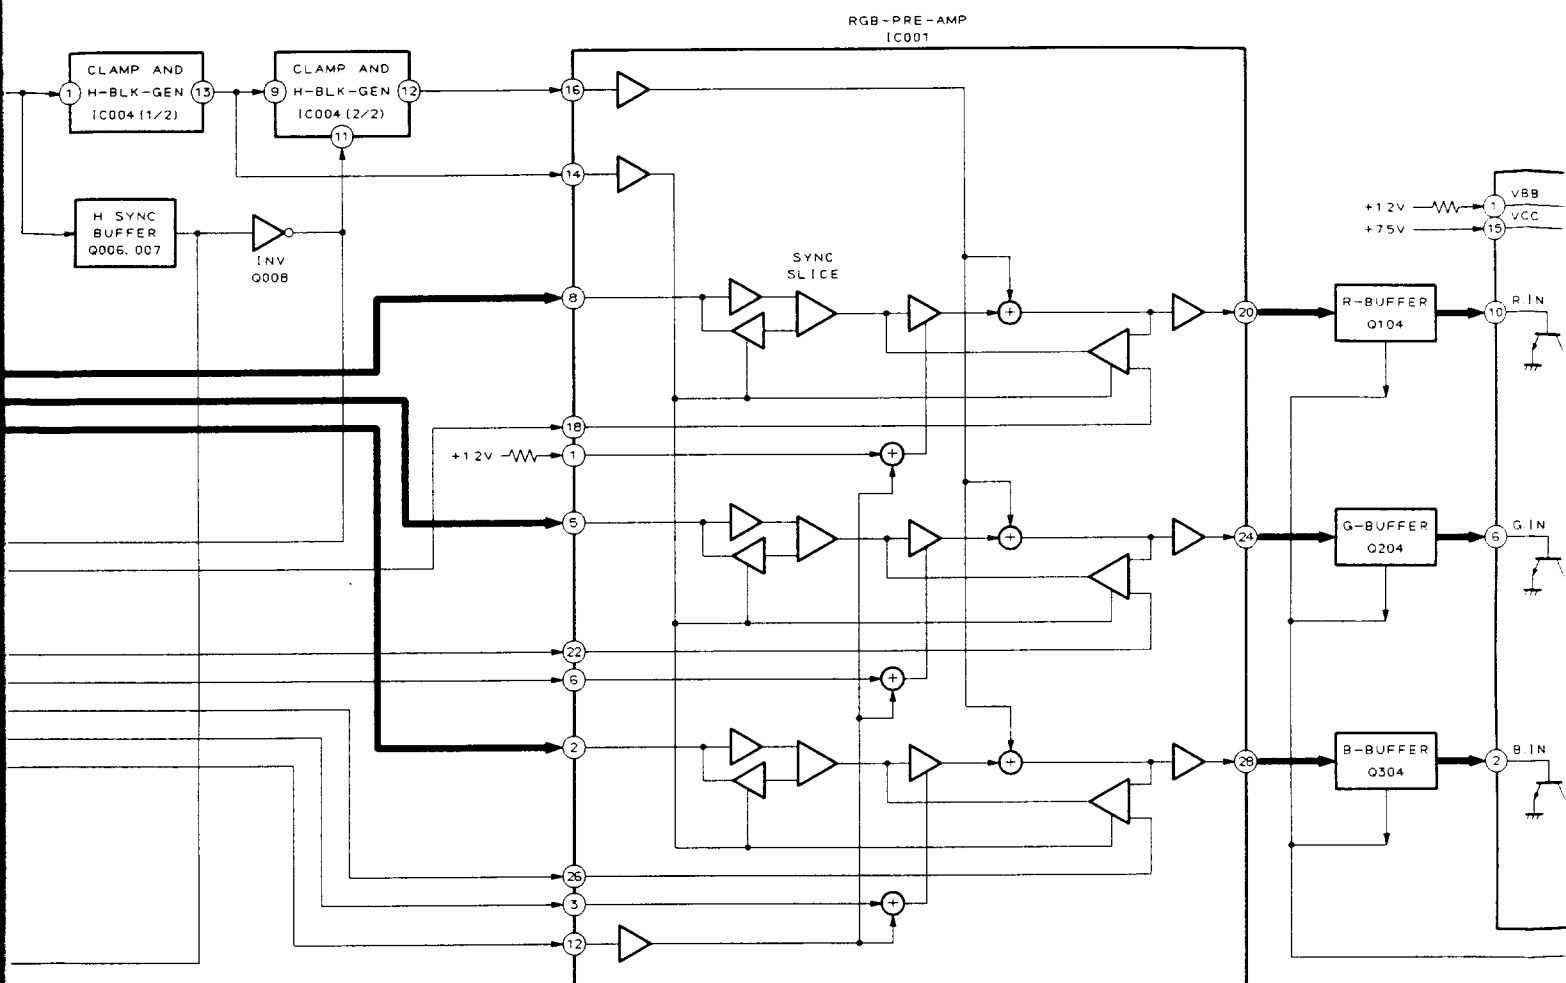 RGB-PRE-AMP
IC001
CLAMP AND
1 H-BLK-GEN 13
IC004 (1/2)
CLAMP AND
9 H-BLK-GEN 12
IC004 (2/2)
11
16
14
H SYNC
BUFFER
Q006. 007
INV
Q008
SYNC
SLICE
8
20
R-BUFFER
Q104
+12V
1
VBB
VCC
+75V
15
10
R.IN
18
+12V
1
5
24
G-BUFFER
Q204
6
G.IN
22
6
2
28
B-BUFFER
Q304
2
B.IN
26
3
12